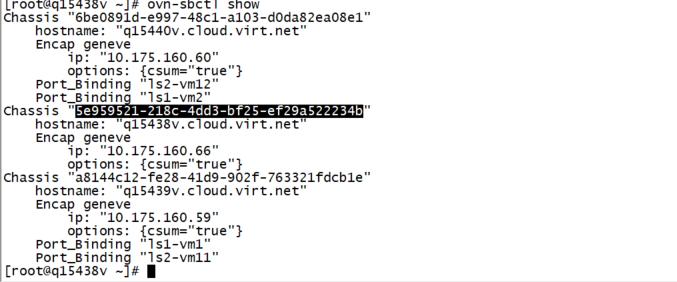 [root@q15438v ~]# ovn-sbctl show
Chassis "6be0891d-e997-48c1-a103-d0da82ea08e1"
hostname: "q15440v.cloud.virt.net"
Encap geneve
ip: "10.175.160.60"
options: {csum="true"}
Port_Binding "ls2-vm12"
Port_Binding "ls1-vm2"
Chassis "5e959521-218c-4dd3-bf25-ef29a522234b"
hostname: "q15438v.cloud.virt.net"
Encap geneve
ip: "10.175.160.66"
options: {csum="true"}
Chassis "a8144c12-fe28-41d9-902f-763321fdcb1e"
hostname: "q15439v.cloud.virt.net"
Encap geneve
ip: "10.175.160.59"
options: {csum="true"}
Port_Binding "ls1-vm1"
Port_Binding "ls2-vm11"
[root@q15438v ~]#